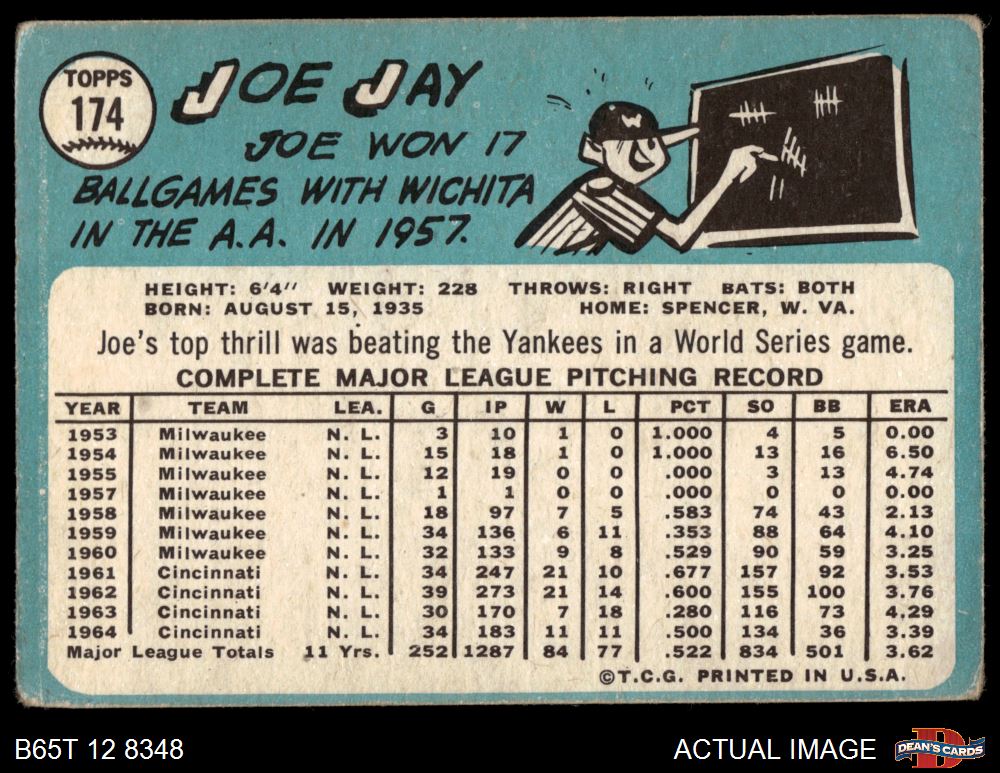 TOPPS
174
JOE JAY
JOE WON 17
BALLGAMES WITH WICHITA
IN THE A.A. IN 1957.
W
HEIGHT: 6'4" WEIGHT: 228 THROWS: RIGHT BATS: BOTH
BORN: AUGUST 15, 1935 HOME: SPENCER, W. VA.
Joe's top thrill was beating the Yankees in a World Series game.
COMPLETE MAJOR LEAGUE PITCHING RECORD
YEAR TEAM LEA. G IP W L PCT SO BB ERA
1953 Milwaukee N. L. 3 10 1 0 1.000 4 5 0.00
1954 Milwaukee N. L. 15 18 1 0 1.000 13 16 6.50
1955 Milwaukee N. L. 12 19 0 0 .000 3 13 4.74
1957 Milwaukee N. L. 1 1 0 0 .000 0 0 0.00
1958 Milwaukee N. L. 18 97 7 5 .583 74 43 2.13
1959 Milwaukee N. L. 34 136 6 11 .353 88 64 4.10
1960 Milwaukee N. L. 32 133 9 8 .529 90 59 3.25
1961 Cincinnati N. L. 34 247 21 10 .677 157 92 3.53
1962 Cincinnati N. L. 39 273 21 14 .600 155 100 3.76
1963 Cincinnati N. L. 30 170 7 18 .280 116 73 4.29
1964 Cincinnati N. L. 34 183 11 11 .500 134 36 3.39
Major League Totals 11 Yrs. 252 1287 84 77 .522 834 501 3.62
©T.C.G. PRINTED IN U.S.A.
B65T 12 8348 ACTUAL IMAGE D DEAN'S CARDS